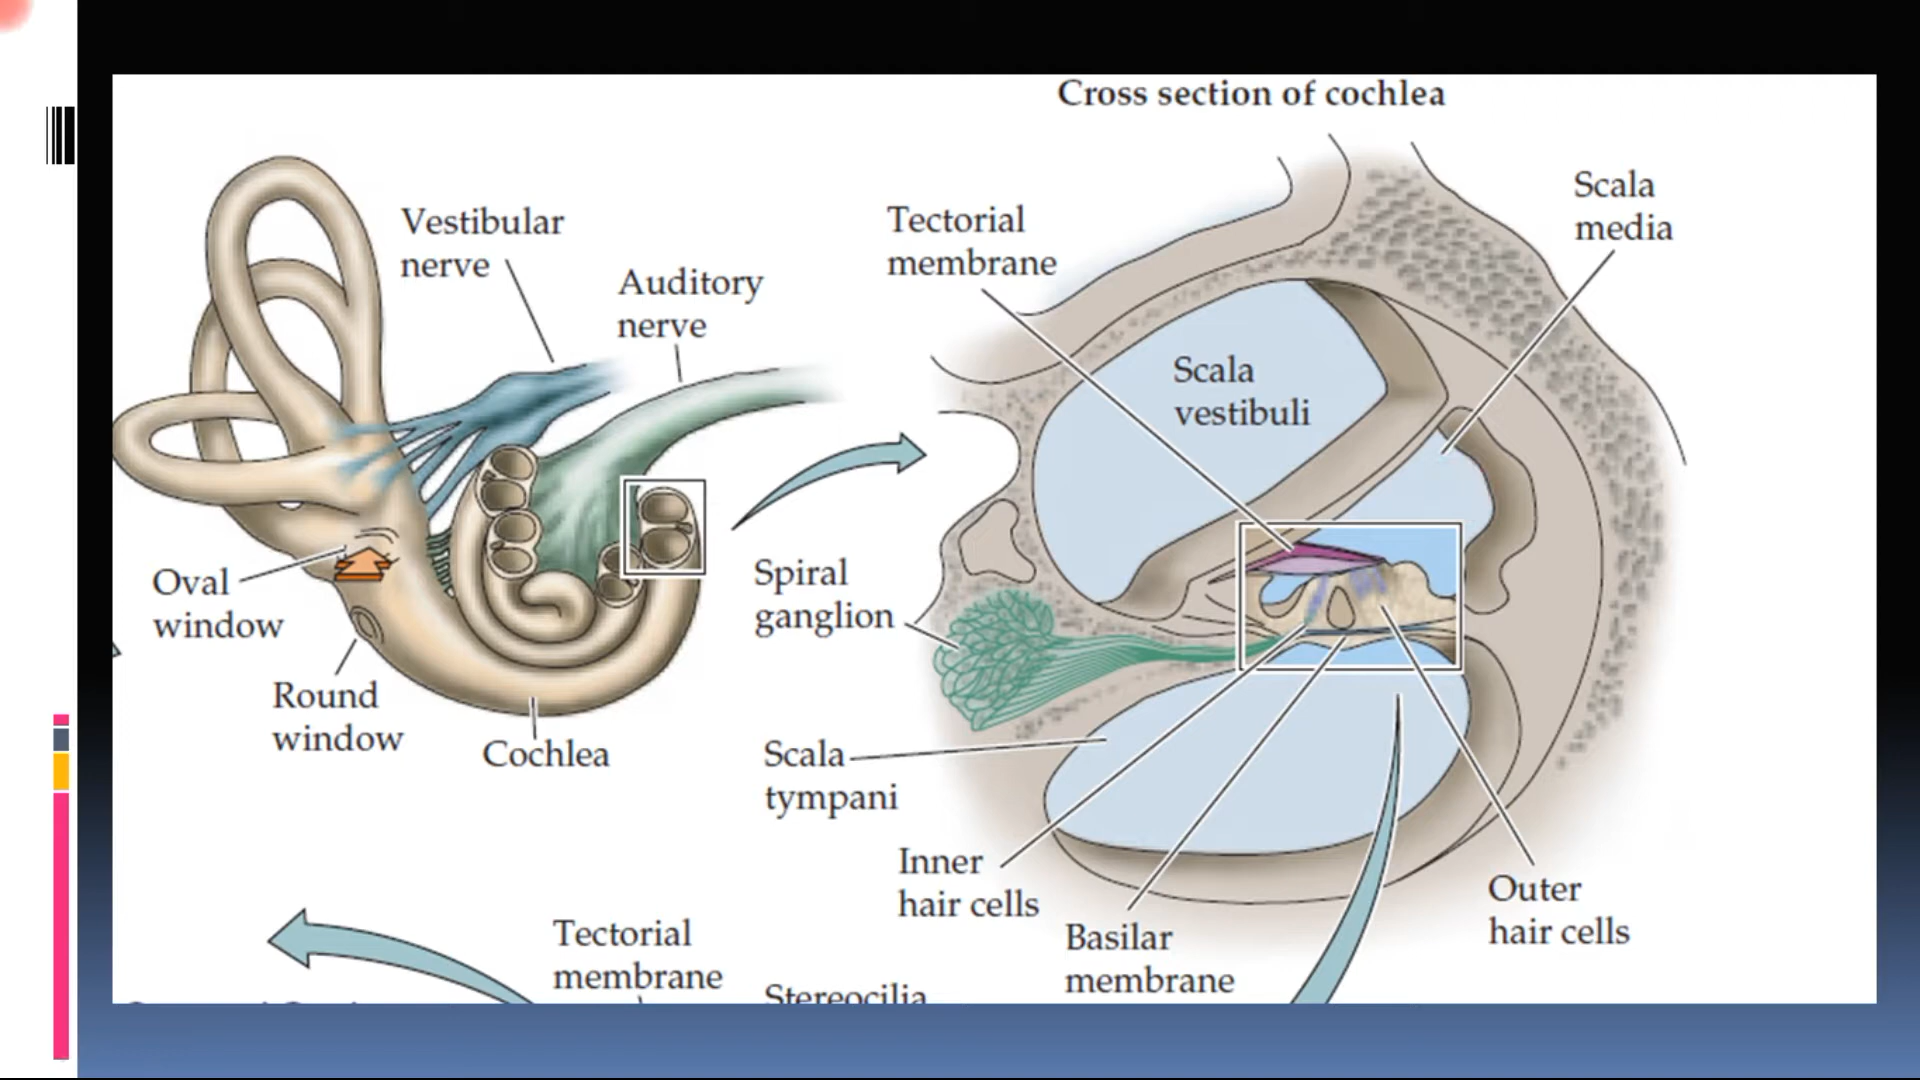 Cross section of cochlea
Vestibular
nerve
Auditory
nerve
Tectorial
membrane
Scala
media
Scala
vestibuli
Oval
window
Round
window
Cochlea
Spiral
ganglion
Scala
tympani
Inner
hair cells
Basilar
membrane
Outer
hair cells
Tectorial
membrane
Stereocilia